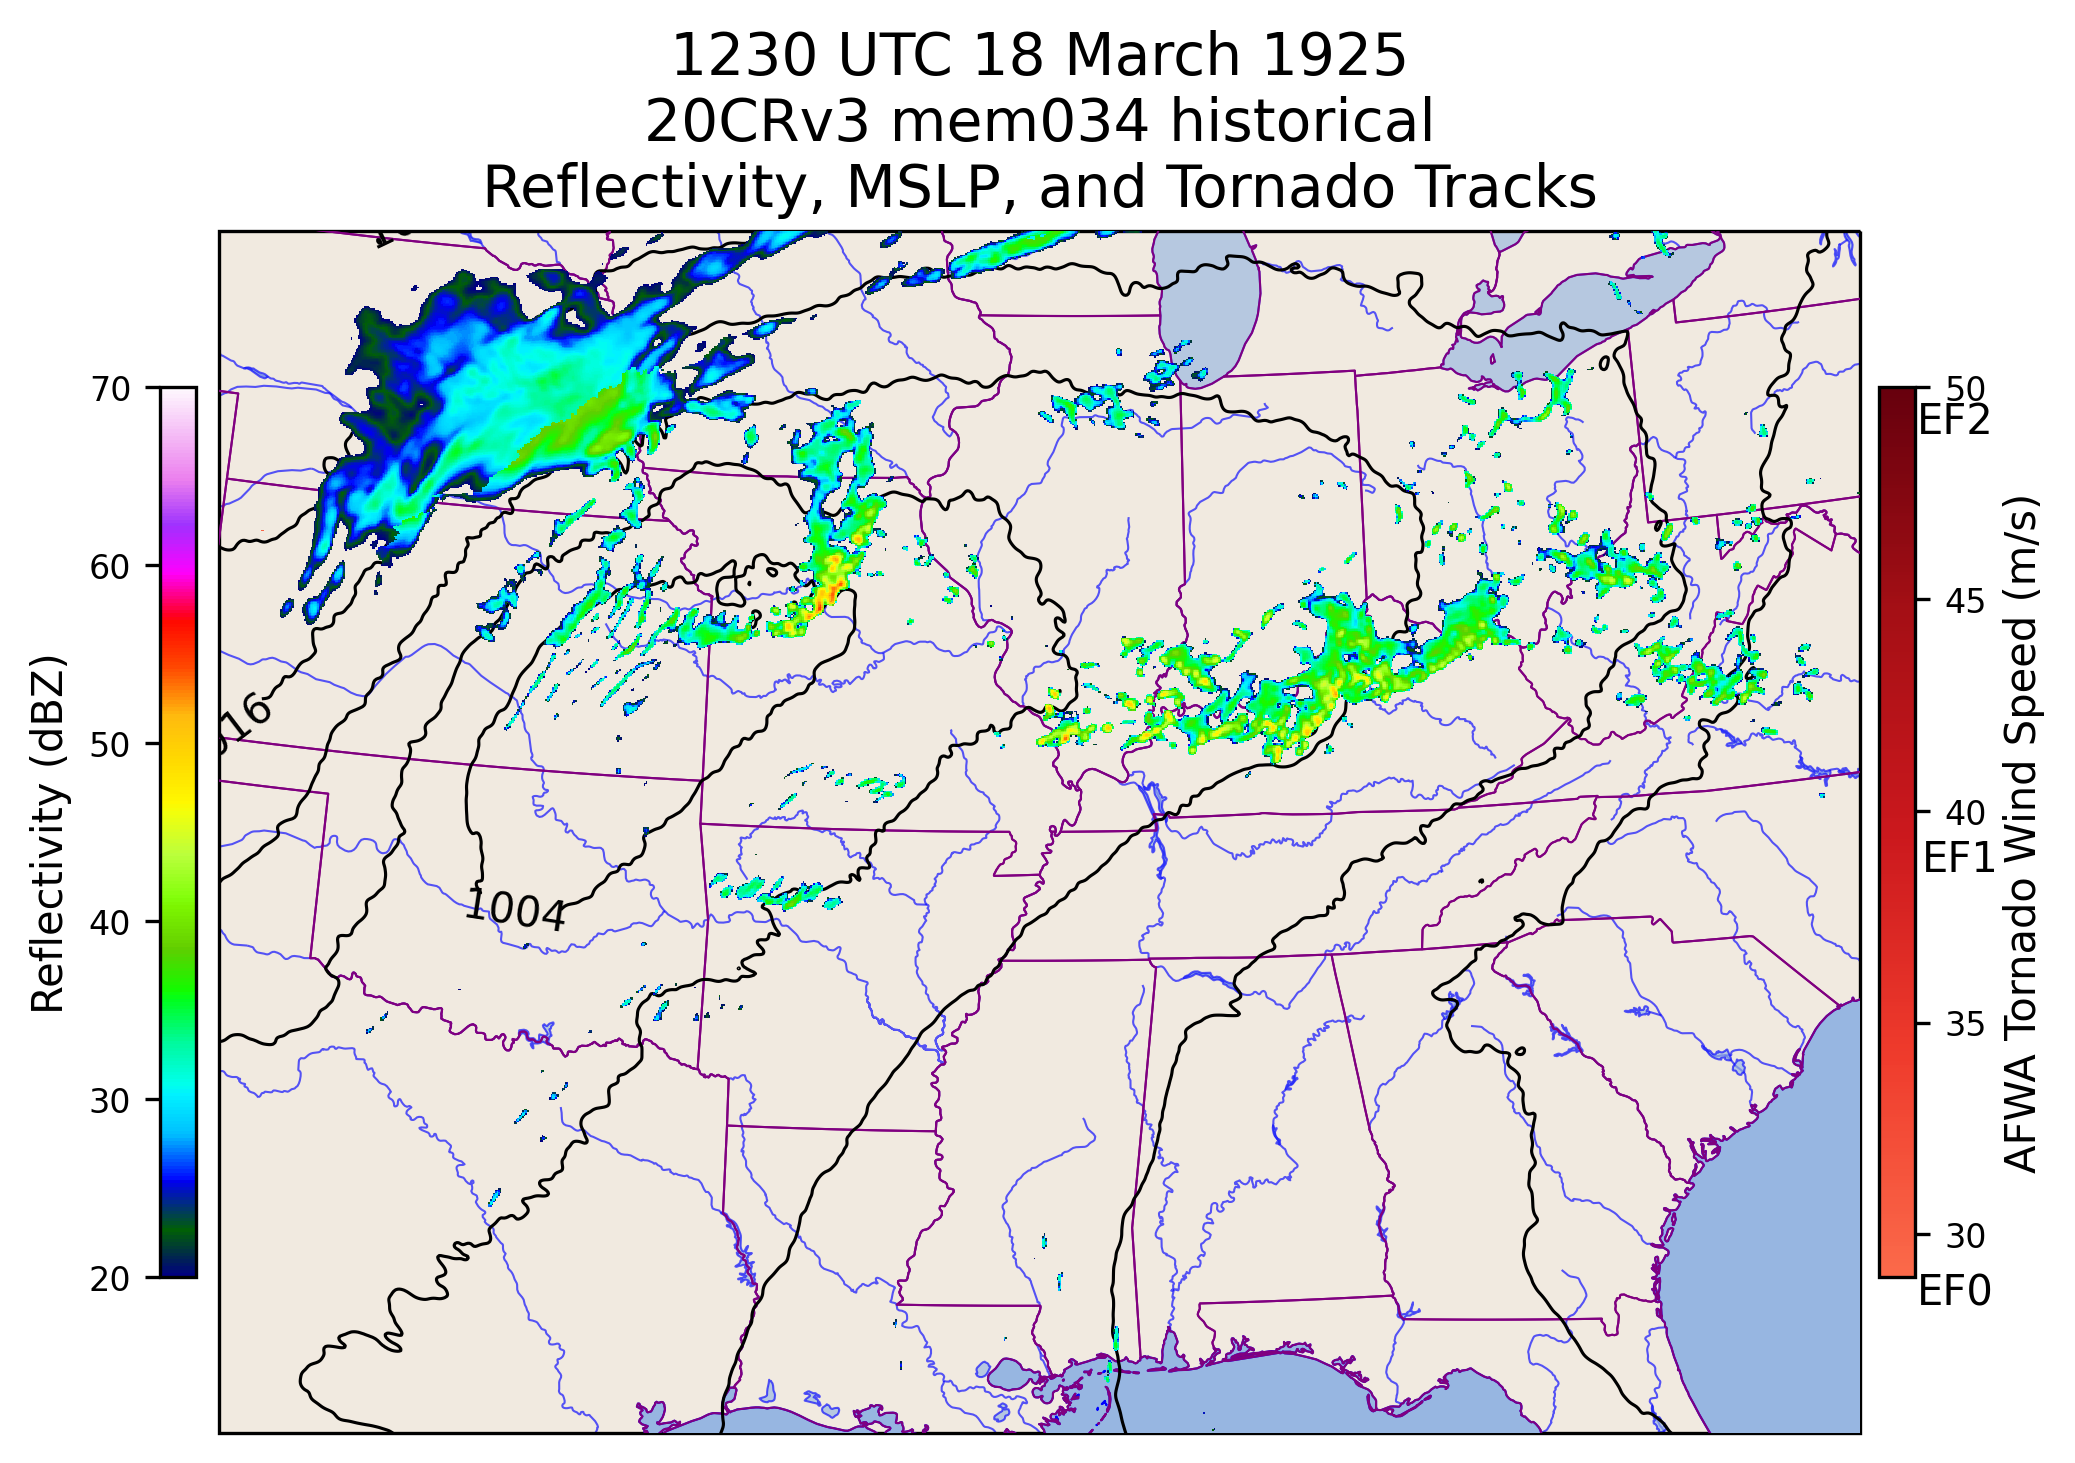 1230 UTC 18 March 1925
20CRv3 mem034 historical
Reflectivity, MSLP, and Tornado Tracks
Reflectivity (dBZ)
70
60
50
40
30
20
1004
50
EF2
45
40
EF1
35
30
EF0
AFWA Tornado Wind Speed (m/s)